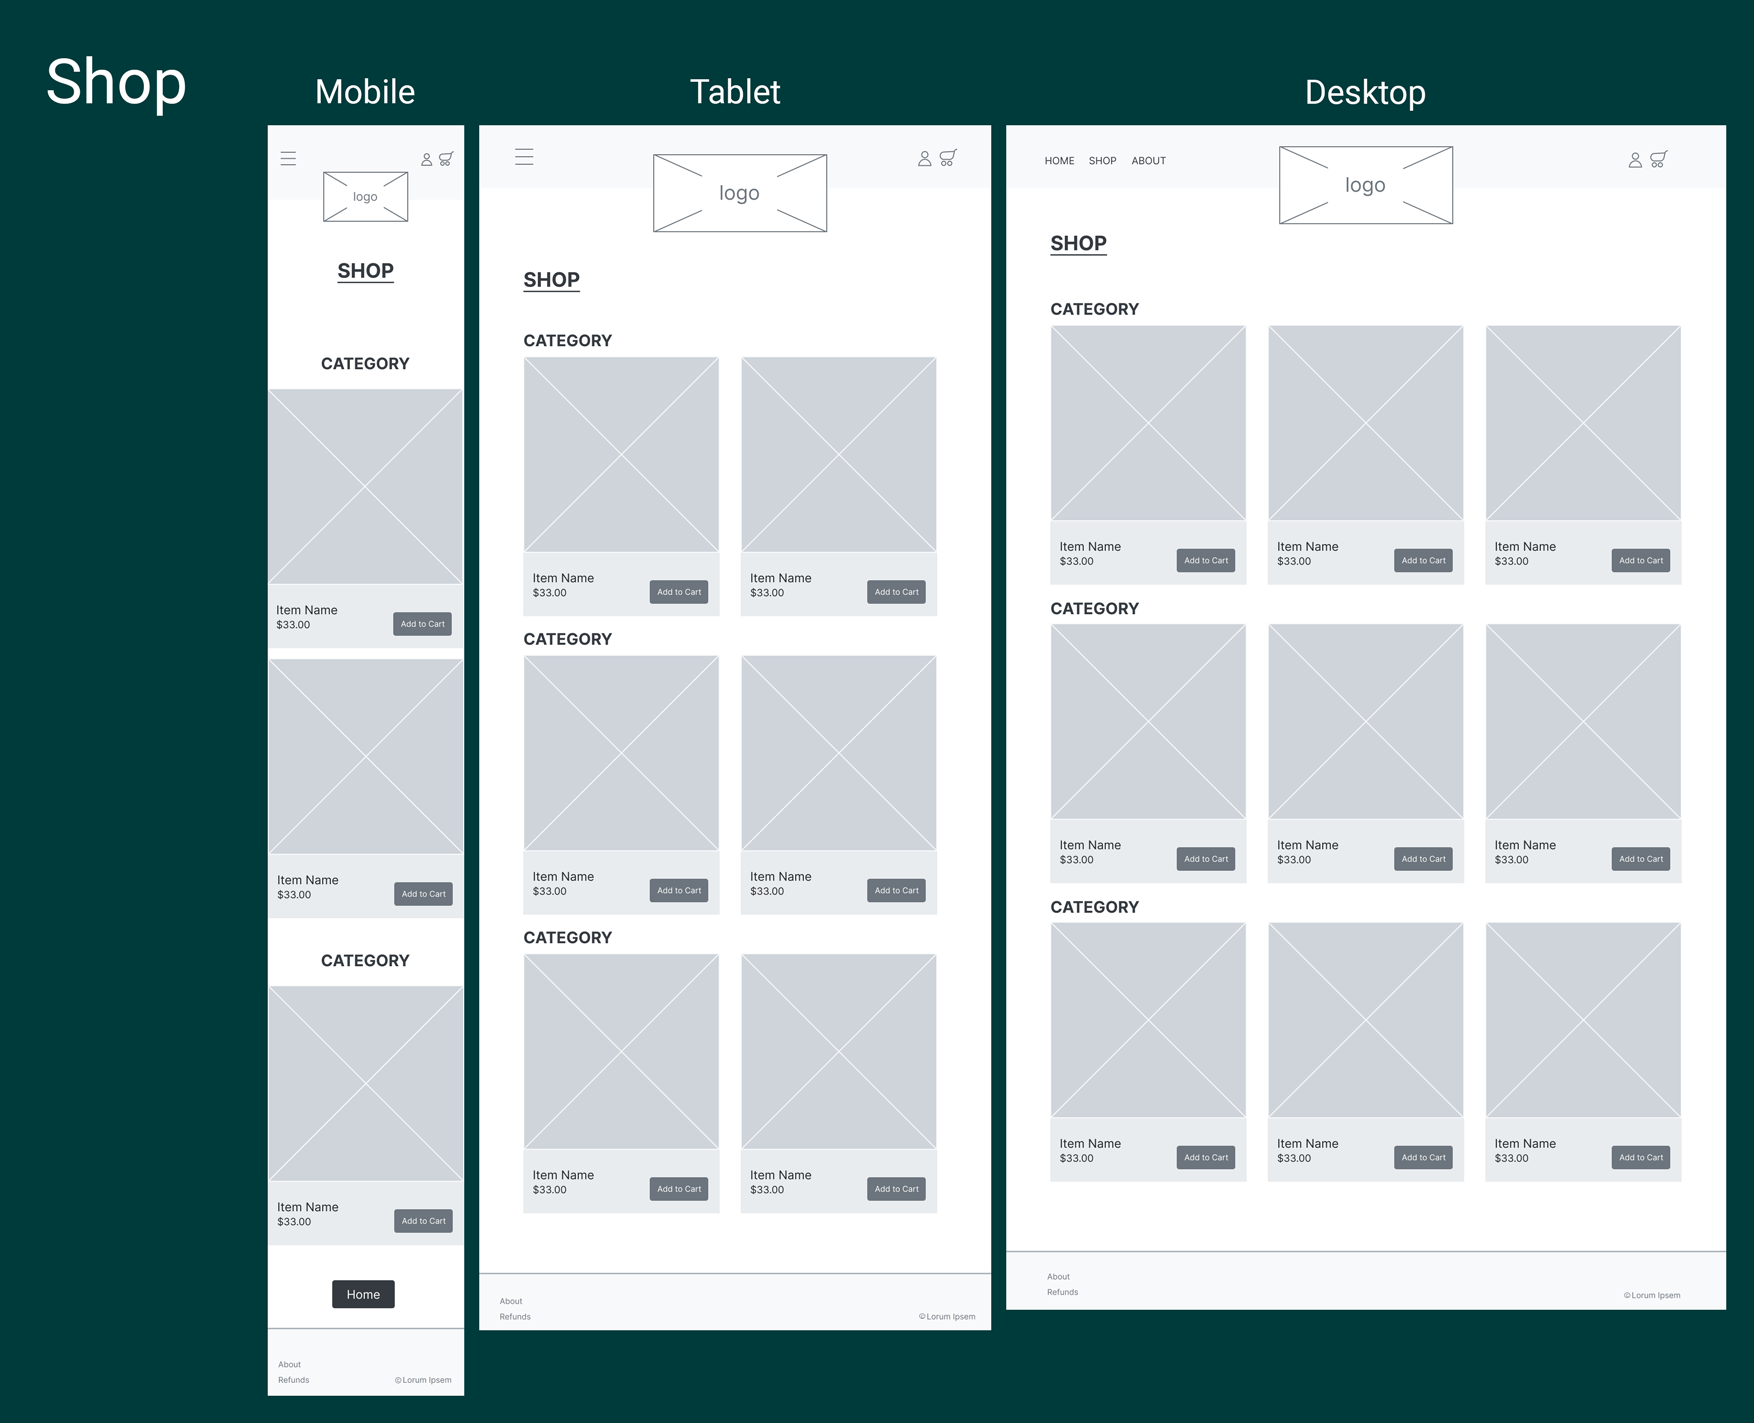 Shop
Mobile
logo
SHOP
CATEGORY
Item Name
$33.00
Add to Cart
Item Name
$33.00
Add to Cart
CATEGORY
Item Name
$33.00
Add to Cart
Home
About
Refunds
©Lorum Ipsem
Tablet
logo
SHOP
CATEGORY
Item Name
$33.00
Add to Cart
Item Name
$33.00
Add to Cart
CATEGORY
Item Name
$33.00
Add to Cart
Item Name
$33.00
Add to Cart
CATEGORY
Item Name
$33.00
Add to Cart
Item Name
$33.00
Add to Cart
About
Refunds
©Lorum Ipsem
Desktop
HOME SHOP ABOUT
logo
SHOP
CATEGORY
Item Name
$33.00
Add to Cart
Item Name
$33.00
Add to Cart
Item Name
$33.00
Add to Cart
CATEGORY
Item Name
$33.00
Add to Cart
Item Name
$33.00
Add to Cart
Item Name
$33.00
Add to Cart
CATEGORY
Item Name
$33.00
Add to Cart
Item Name
$33.00
Add to Cart
Item Name
$33.00
Add to Cart
About
Refunds
©Lorum Ipsem